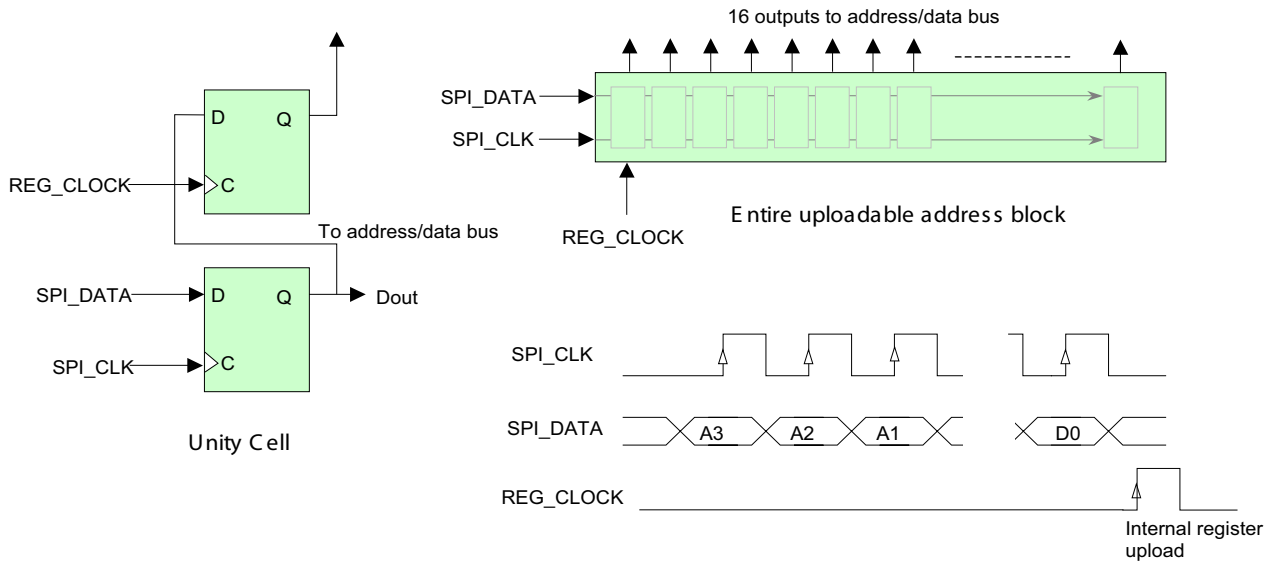 D
Q
REG_CLOCK
C
To address/data bus
SPI_DATA
D
Q
Dout
SPI_CLK
C
Unity Cell
16 outputs to address/data bus
SPI_DATA
SPI_CLK
REG_CLOCK
Entire uploadable address block
SPI_CLK
SPI_DATA
A3
A2
A1
D0
REG_CLOCK
Internal register
upload